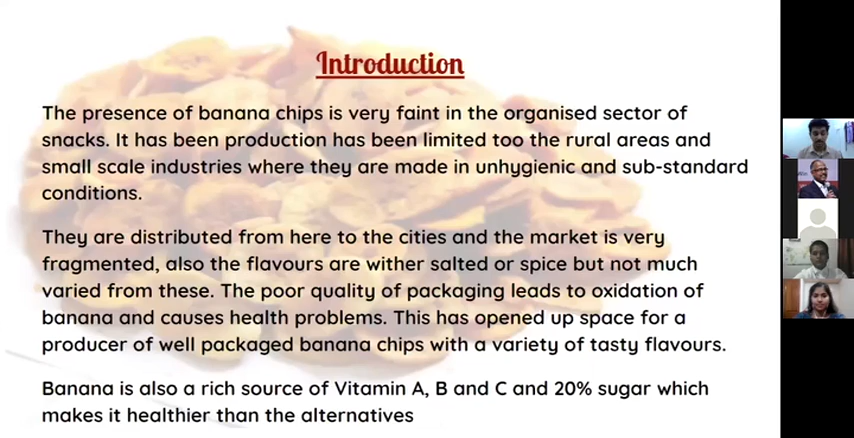 Introduction
The presence of banana chips is very faint in the organised sector of
snacks. It has been production has been limited too the rural areas and
small scale industries where they are made in unhygienic and sub-standard
conditions.
They are distributed from here to the cities and the market is very
fragmented, also the flavours are wither salted or spice but not much
varied from these. The poor quality of packaging leads to oxidation of
banana and causes health problems. This has opened up space for a
producer of well packaged banana chips with a variety of tasty flavours.
Banana is also a rich source of Vitamin A, B and C and 20% sugar which
makes it healthier than the alternatives